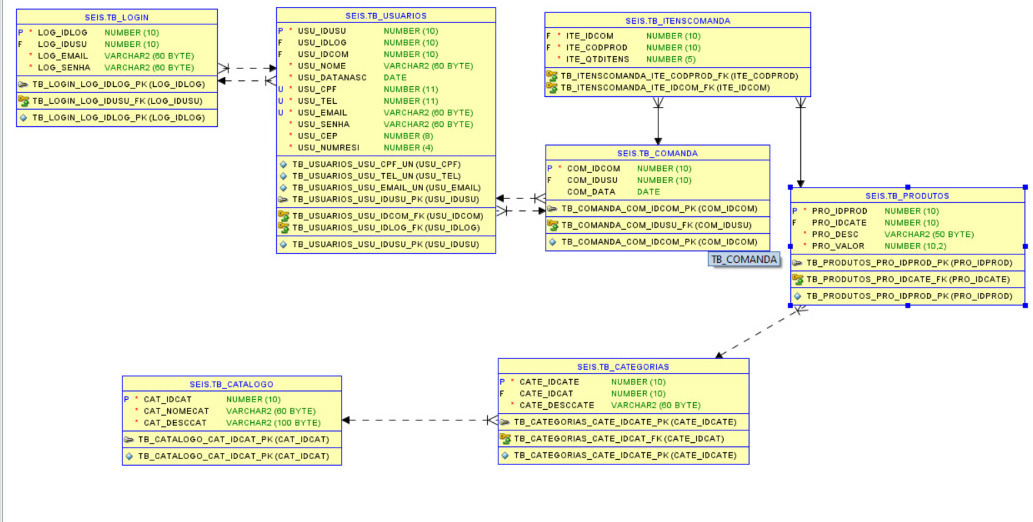 SEIS.TB_LOGIN
P * LOG_IDLOG NUMBER (10)
F LOG_IDUSU NUMBER (10)
* LOG_EMAIL VARCHAR2 (60 BYTE)
* LOG_SENHA VARCHAR2 (60 BYTE)
TB_LOGIN_LOG_IDLOG_PK (LOG_IDLOG)
TB_LOGIN_LOG_IDUSU_FK (LOG_IDUSU)
TB_LOGIN_LOG_IDLOG_PK (LOG_IDLOG)
SEIS.TB_USUARIOS
P * USU_IDUSU NUMBER (10)
F USU_IDLOG NUMBER (10)
F USU_IDCOM NUMBER (10)
* USU_NOME VARCHAR2 (60 BYTE)
* USU_DATANASC DATE
U * USU_CPF NUMBER (11)
U * USU_TEL NUMBER (11)
U * USU_EMAIL VARCHAR2 (60 BYTE)
* USU_SENHA VARCHAR2 (60 BYTE)
* USU_CEP NUMBER (8)
* USU_NUMRESI NUMBER (4)
TB_USUARIOS_USU_CPF_UN (USU_CPF)
TB_USUARIOS_USU_TEL_UN (USU_TEL)
TB_USUARIOS_USU_EMAIL_UN (USU_EMAIL)
TB_USUARIOS_USU_IDUSU_PK (USU_IDUSU)
TB_USUARIOS_USU_IDCOM_FK (USU_IDCOM)
TB_USUARIOS_USU_IDLOG_FK (USU_IDLOG)
TB_USUARIOS_USU_IDUSU_PK (USU_IDUSU)
SEIS.TB_ITENSCOMANDA
F * ITE_IDCOM NUMBER (10)
F * ITE_CODPROD NUMBER (10)
* ITE_QTDITENS NUMBER (5)
TB_ITENSCOMANDA_ITE_CODPROD_FK (ITE_CODPROD)
TB_ITENSCOMANDA_ITE_IDCOM_FK (ITE_IDCOM)
SEIS.TB_COMANDA
P * COM_IDCOM NUMBER (10)
F COM_IDUSU NUMBER (10)
COM_DATA DATE
TB_COMANDA_COM_IDCOM_PK (COM_IDCOM)
TB_COMANDA_COM_IDUSU_FK (COM_IDUSU)
TB_COMANDA_COM_IDCOM_PK (COM_IDCOM)
TB_COMANDA
SEIS.TB_PRODUTOS
P * PRO_IDPROD NUMBER (10)
F PRO_IDCATE NUMBER (10)
* PRO_DESC VARCHAR2 (50 BYTE)
* PRO_VALOR NUMBER (10,2)
TB_PRODUTOS_PRO_IDPROD_PK (PRO_IDPROD)
TB_PRODUTOS_PRO_IDCATE_FK (PRO_IDCATE)
TB_PRODUTOS_PRO_IDPROD_PK (PRO_IDPROD)
SEIS.TB_CATALOGO
P * CAT_IDCAT NUMBER (10)
* CAT_NOMECAT VARCHAR2 (60 BYTE)
* CAT_DESCCAT VARCHAR2 (100 BYTE)
TB_CATALOGO_CAT_IDCAT_PK (CAT_IDCAT)
TB_CATALOGO_CAT_IDCAT_PK (CAT_IDCAT)
SEIS.TB_CATEGORIAS
P * CATE_IDCATE NUMBER (10)
F CATE_IDCAT NUMBER (10)
* CATE_DESCCATE VARCHAR2 (60 BYTE)
TB_CATEGORIAS_CATE_IDCATE_PK (CATE_IDCATE)
TB_CATEGORIAS_CATE_IDCAT_FK (CATE_IDCAT)
TB_CATEGORIAS_CATE_IDCATE_PK (CATE_IDCATE)